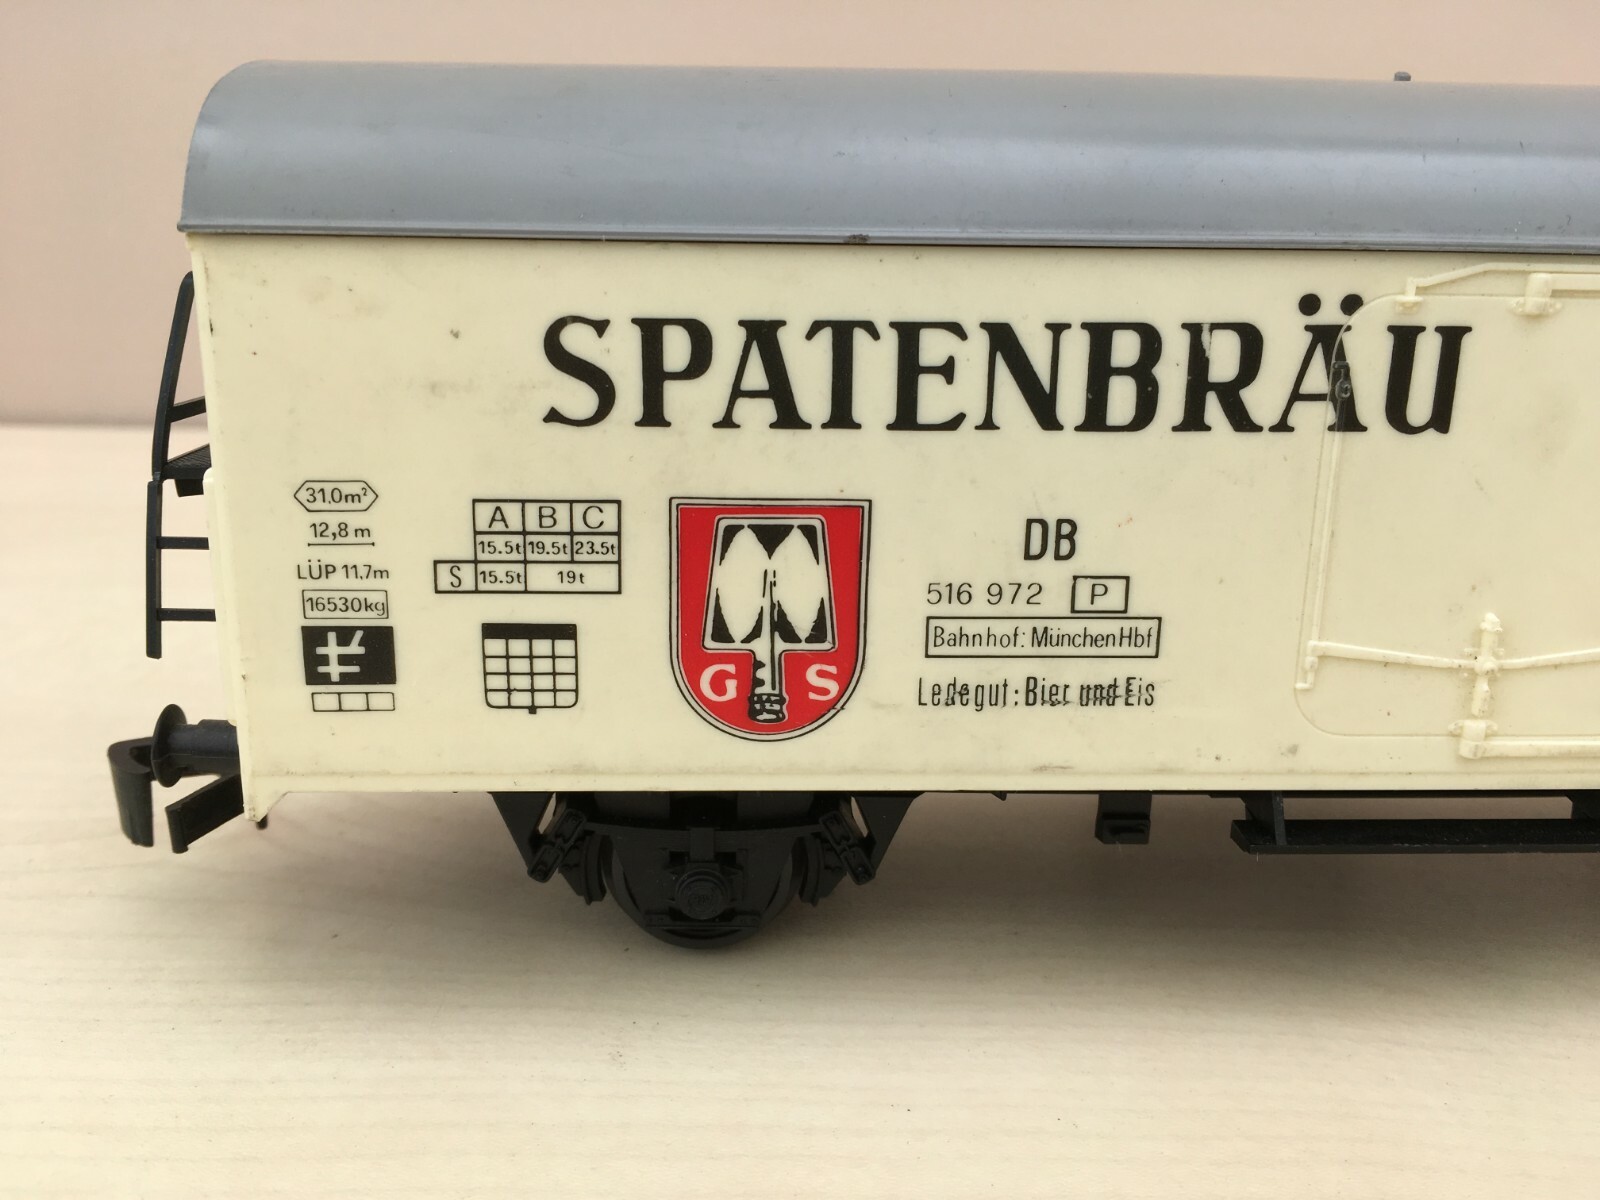 SPATENBRÄU
31.0m²
12,8 m
LÜP 11,7m
16530kg
A B C
15.5t 19.5t 23.5t
S 15.5t 19t
G S
DB
516 972 P
Bahnhof: München Hbf
Ledegut: Bier und Eis